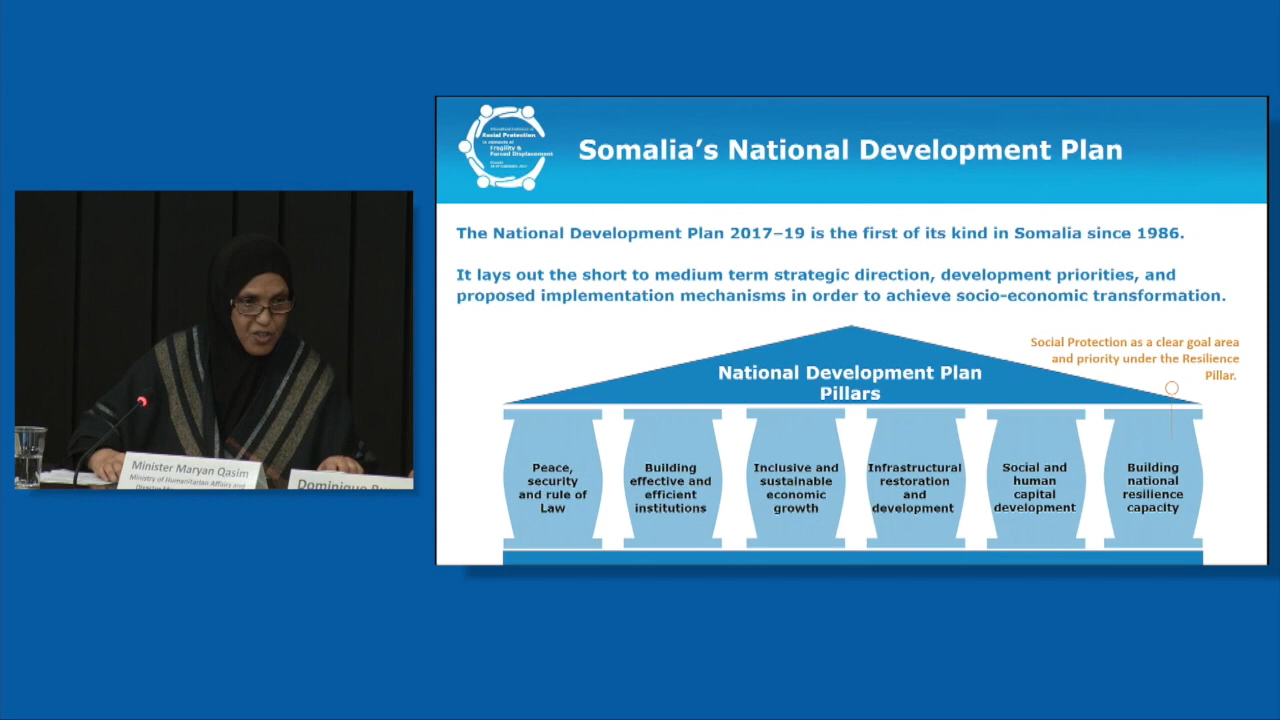 International Conference on
Social Protection
in contexts of
Fragility &
Forced Displacement
Somalia's National Development Plan
The National Development Plan 2017–19 is the first of its kind in Somalia since 1986.
It lays out the short to medium term strategic direction, development priorities, and
proposed implementation mechanisms in order to achieve socio-economic transformation.
Social Protection as a clear goal area
and priority under the Resilience
Pillar.
National Development Plan
Pillars
Peace,
security
and rule of
Law
Building
effective and
efficient
institutions
Inclusive and
sustainable
economic
growth
Infrastructural
restoration
and
development
Social and
human
capital
development
Building
national
resilience
capacity
Minister Maryan Qasim
Ministry of Humanitarian Affairs and
Dominique